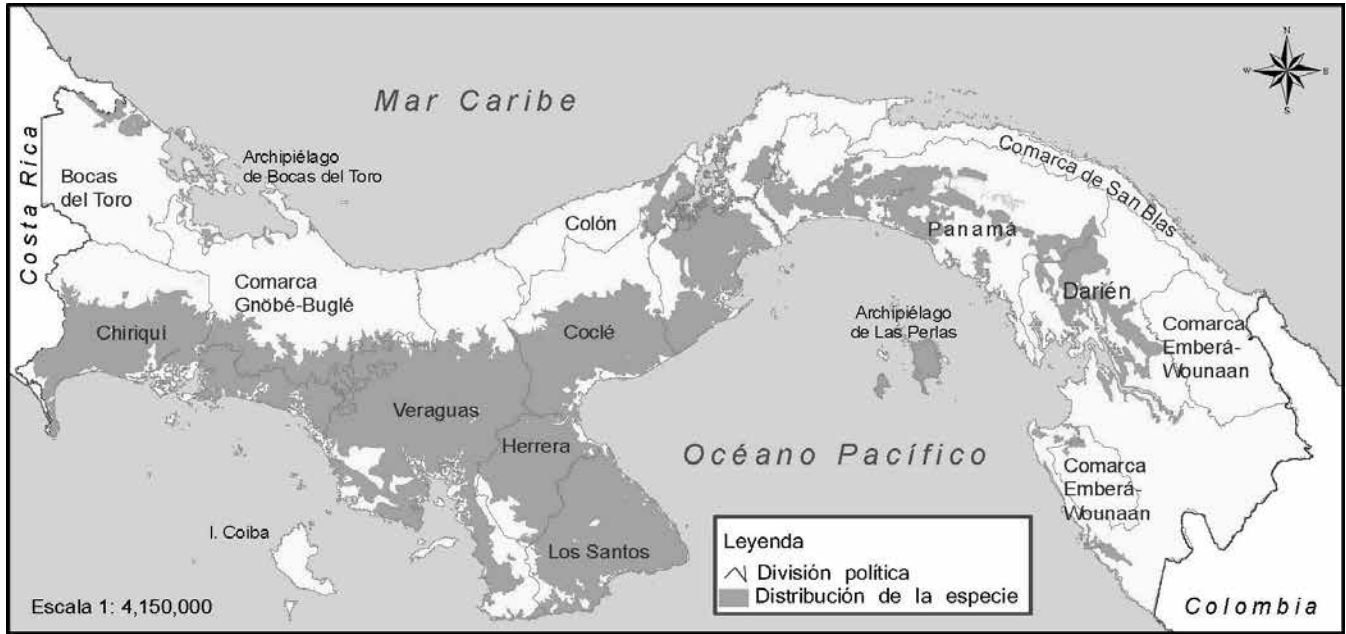 Mar Caribe
N
W
E
S
Costa Rica
Bocas
del Toro
Archipiélago
de Bocas del Toro
Comarca de San Blas
Colón
Panamá
Comarca
Gnöbé-Buglé
Chiriquí
Coclé
Darién
Archipiélago
de Las Perlas
Comarca
Emberá-
Wounaan
Veraguas
Herrera
Océano Pacífico
Comarca
Emberá-
Wounaan
I. Coiba
Los Santos
Leyenda
División política
Distribución de la especie
Escala 1: 4,150,000
Colombia